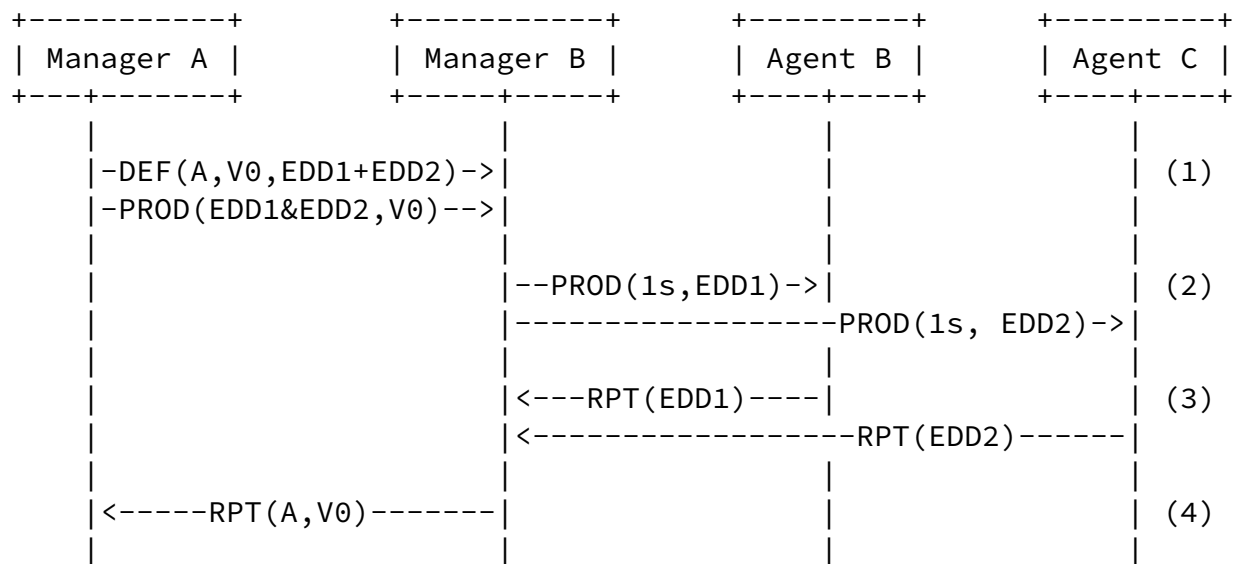 +-----------+           +-----------+      +---------+      +---------+
| Manager A |           | Manager B |      | Agent B |      | Agent C |
+---+-------+           +-----+-----+      +----+----+      +----+----+
    |                         |                 |                |
    |-DEF(A,V0,EDD1+EDD2)->|                 |                | (1)
    |-PROD(EDD1&EDD2,V0)-->|                 |                |
    |                         |                 |                |
    |                         |--PROD(1s,EDD1)->|                | (2)
    |                         |-----------------PROD(1s, EDD2)->|
    |                         |                 |                |
    |                         |<---RPT(EDD1)----|                | (3)
    |                         |<------------------RPT(EDD2)------|
    |                         |                 |                |
    |<-----RPT(A,V0)-------|                 |                | (4)
    |                         |                 |                |